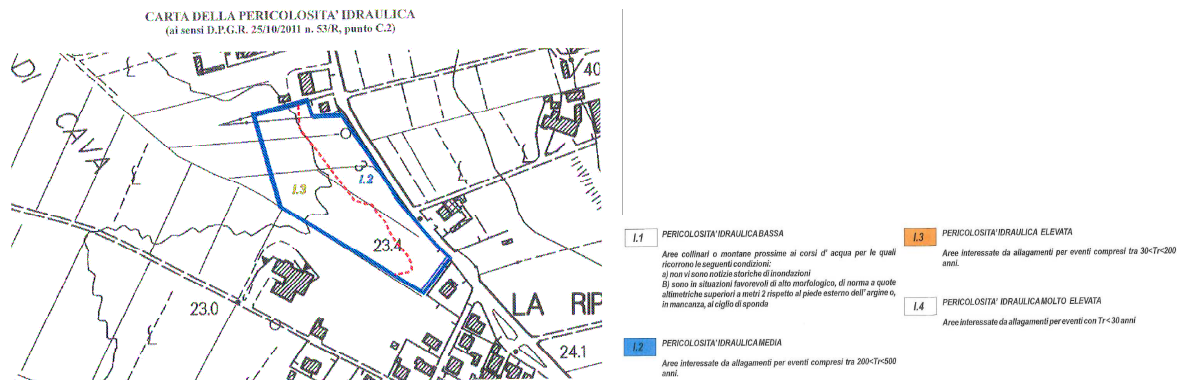 CARTA DELLA PERICOLOSITA' IDRAULICA
(ai sensi D.P.G.R. 25/10/2011 n. 53/R, punto C.2)
DI
CAVA
40
3
I.3
I.2
23.4
23.0
LA RIP
24.1
I.1
PERICOLOSITA' IDRAULICA BASSA
Aree collinari o montane prossime ai corsi d' acqua per le quali
ricorrono le seguenti condizioni:
a) non vi sono notizie storiche di inondazioni
B) sono in situazioni favorevoli di alto morfologico, di norma a quote
altimetriche superiori a metri 2 rispetto al piede esterno dell' argine o,
in mancanza, al ciglio di sponda
I.2
PERICOLOSITA' IDRAULICA MEDIA
Aree interessate da allagamenti per eventi compresi tra 200<Tr<500
anni.
I.3
PERICOLOSITA' IDRAULICA ELEVATA
Aree interessate da allagamenti per eventi compresi tra 30<Tr<200
anni.
I.4
PERICOLOSITA' IDRAULICA MOLTO ELEVATA
Aree interessate da allagamenti per eventi con Tr < 30 anni